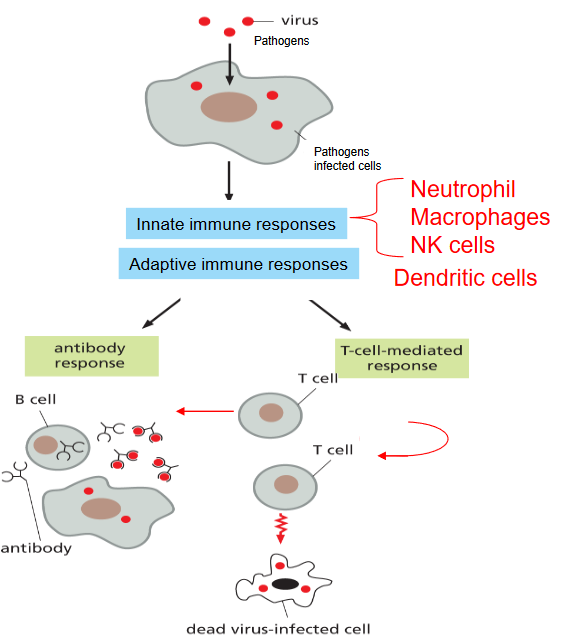 virus
Pathogens
Pathogens
infected cells
Innate immune responses
Neutrophil
Macrophages
NK cells
Adaptive immune responses
Dendritic cells
antibody
response
T-cell-mediated
response
T cell
B cell
T cell
antibody
dead virus-infected cell